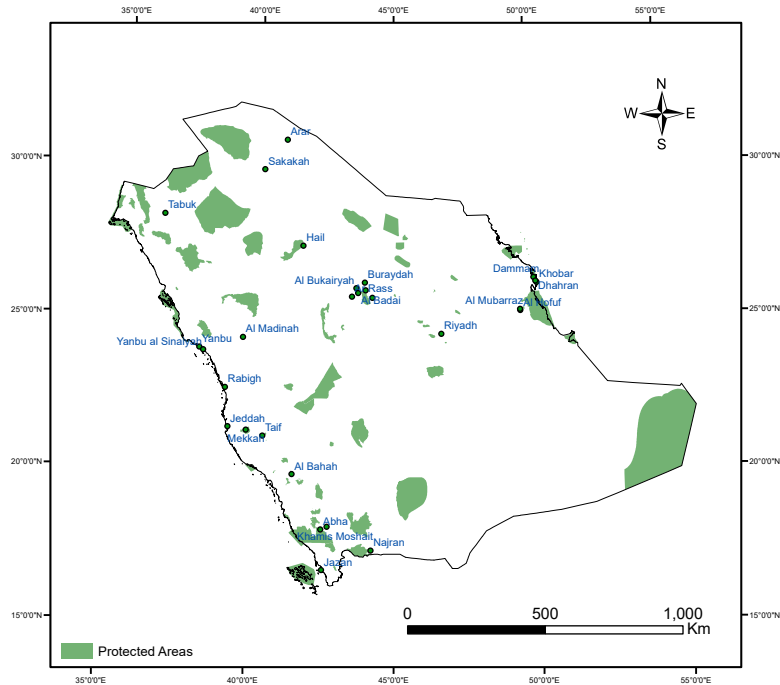 35°0'0"E 40°0'0"E 45°0'0"E 50°0'0"E 55°0'0"E
N
W E
S
30°0'0"N 30°0'0"N
Arar
Sakakah
Tabuk
Hail
Buraydah
Al Bukairyah
Rass
Al Badai
Dammam
Khobar
Dhahran
Al Mubarraz
Al Hofuf
25°0'0"N 25°0'0"N
Riyadh
Al Madinah
Yanbu al Sinaiyah
Yanbu
Rabigh
Jeddah
Taif
Mekkah
20°0'0"N 20°0'0"N
Al Bahah
Abha
Khamis Moshait
Najran
Jazan
15°0'0"N 15°0'0"N
0 500 1,000
Km
Protected Areas
35°0'0"E 40°0'0"E 45°0'0"E 50°0'0"E 55°0'0"E